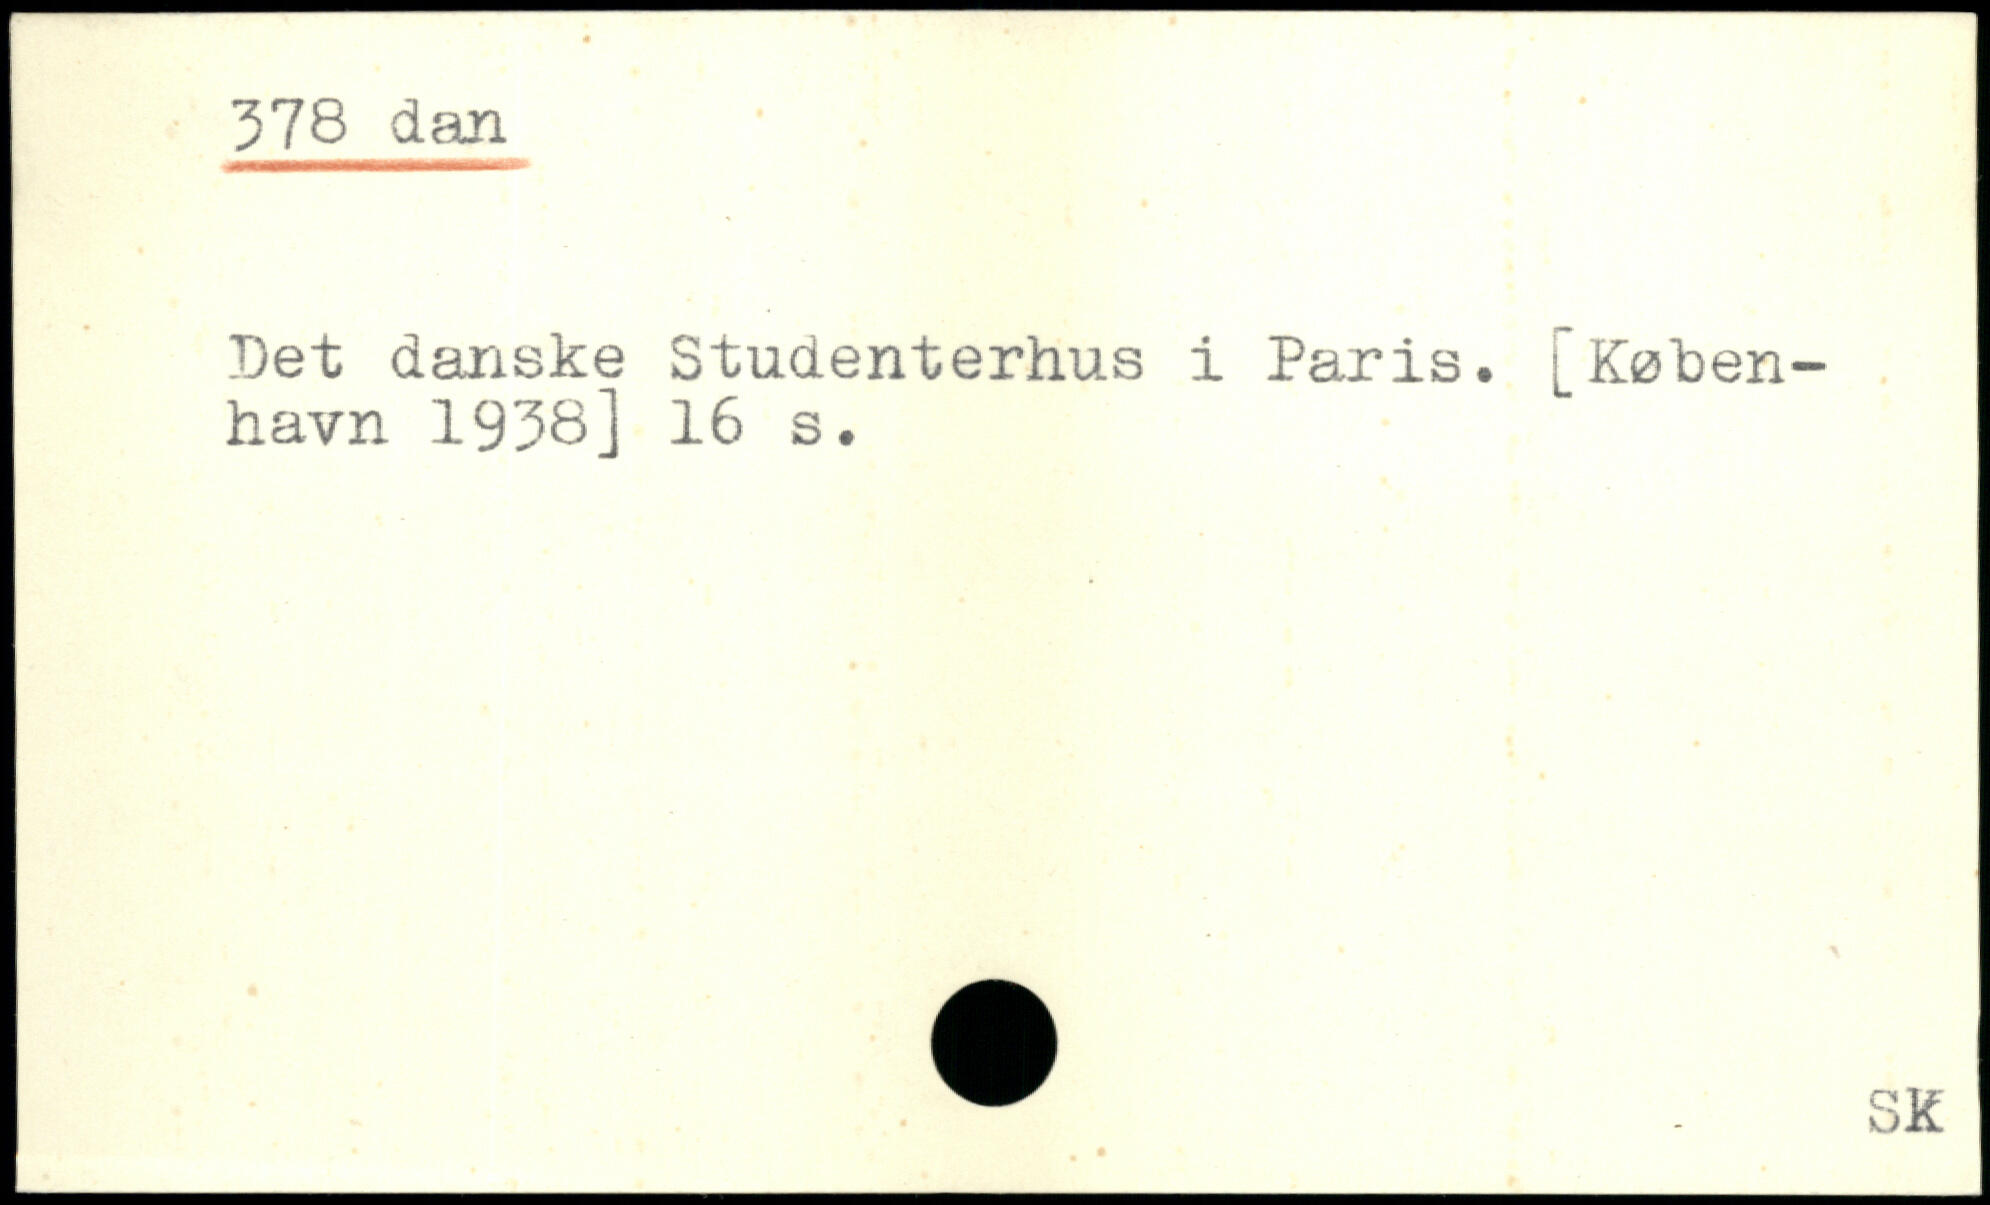 378 dan
Det danske Studenterhus i Paris. [Køben-
havn 1938] 16 s.
SK